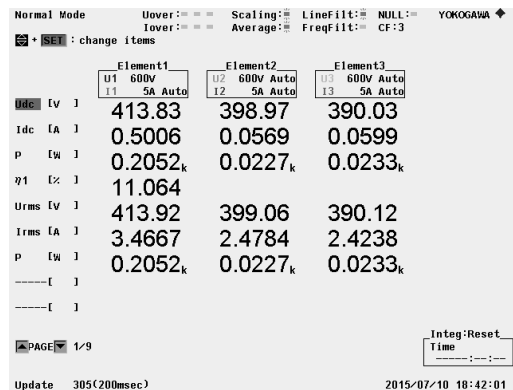 Normal Mode Uover: Scaling: LineFilt: NULL: YOKOGAWA
Iover: Average: FreqFilt: CF:3
+ SET : change items
Element1 Element2 Element3
U1 600V U2 600V Auto U3 600V Auto
I1 5A Auto I2 5A Auto I3 5A Auto
Udc [V ] 413.83 398.97 390.03
Idc [A ] 0.5006 0.0569 0.0599
P [W ] 0.2052k 0.0227k 0.0233k
η1 [% ] 11.064
Urms [V ] 413.92 399.06 390.12
Irms [A ] 3.4667 2.4784 2.4238
P [W ] 0.2052k 0.0227k 0.0233k
-----[ ]
-----[ ]
Integ:Reset
PAGE 1/9 Time
-----:--:--
Update 305(200msec) 2015/07/10 18:42:01